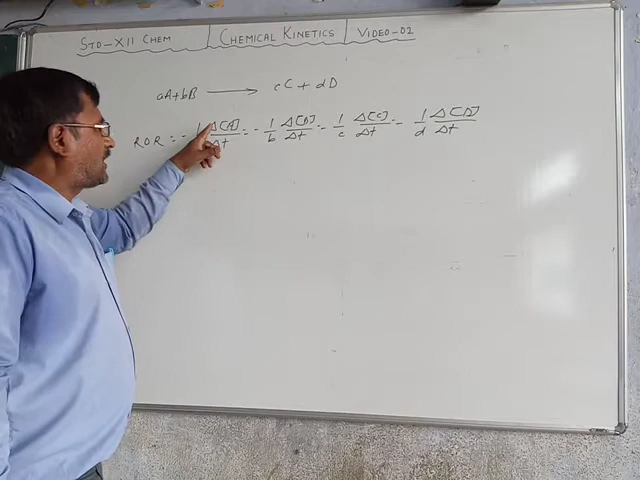 STD-XII CHEM | CHEMICAL KINETICS | VIDEO-02
aA+bB ⟶ cC + dD
ROR = - 1 Δ[A]/Δt = - 1/b Δ[B]/Δt = 1/c Δ[C]/Δt = 1/d Δ[D]/Δt